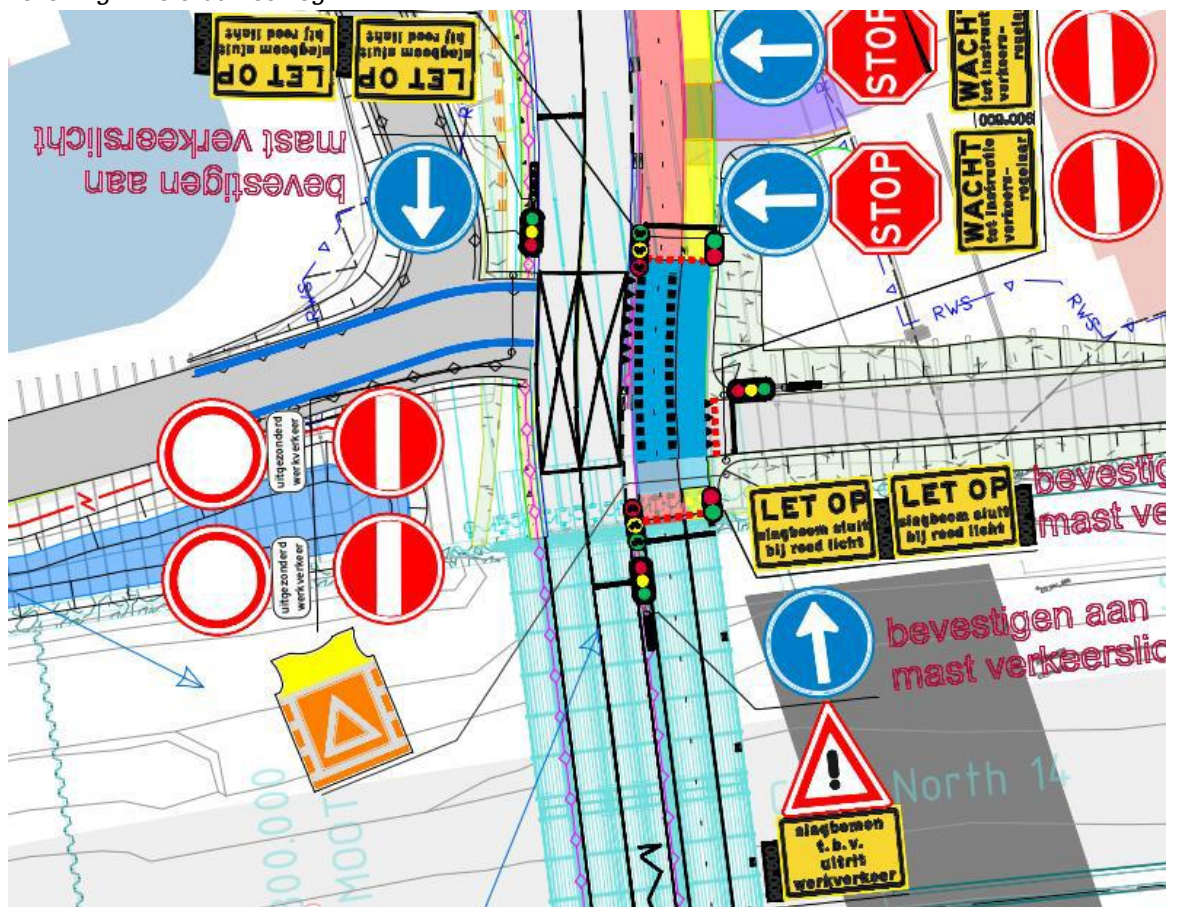 LET OP
slagboom sluit
bij rood licht
LET OP
slagboom sluit
bij rood licht
bevestigen aan
mast verkeerslicht
STOP
WACHT
tot instruct
verkeers-
regelaar
STOP
WACHT
tot instructie
verkeers-
regelaar
RWS
RWS
RWS
uitgezonderd
werkverkeer
uitgezonderd
werkverkeer
LET OP
slagboom sluit
bij rood licht
LET OP
slagboom sluit
bij rood licht
bevestig
mast ve
bevestigen aan
mast verkeerslic
North 14
slagbomen
t.b.v.
uitrit
werkverkeer
00.000